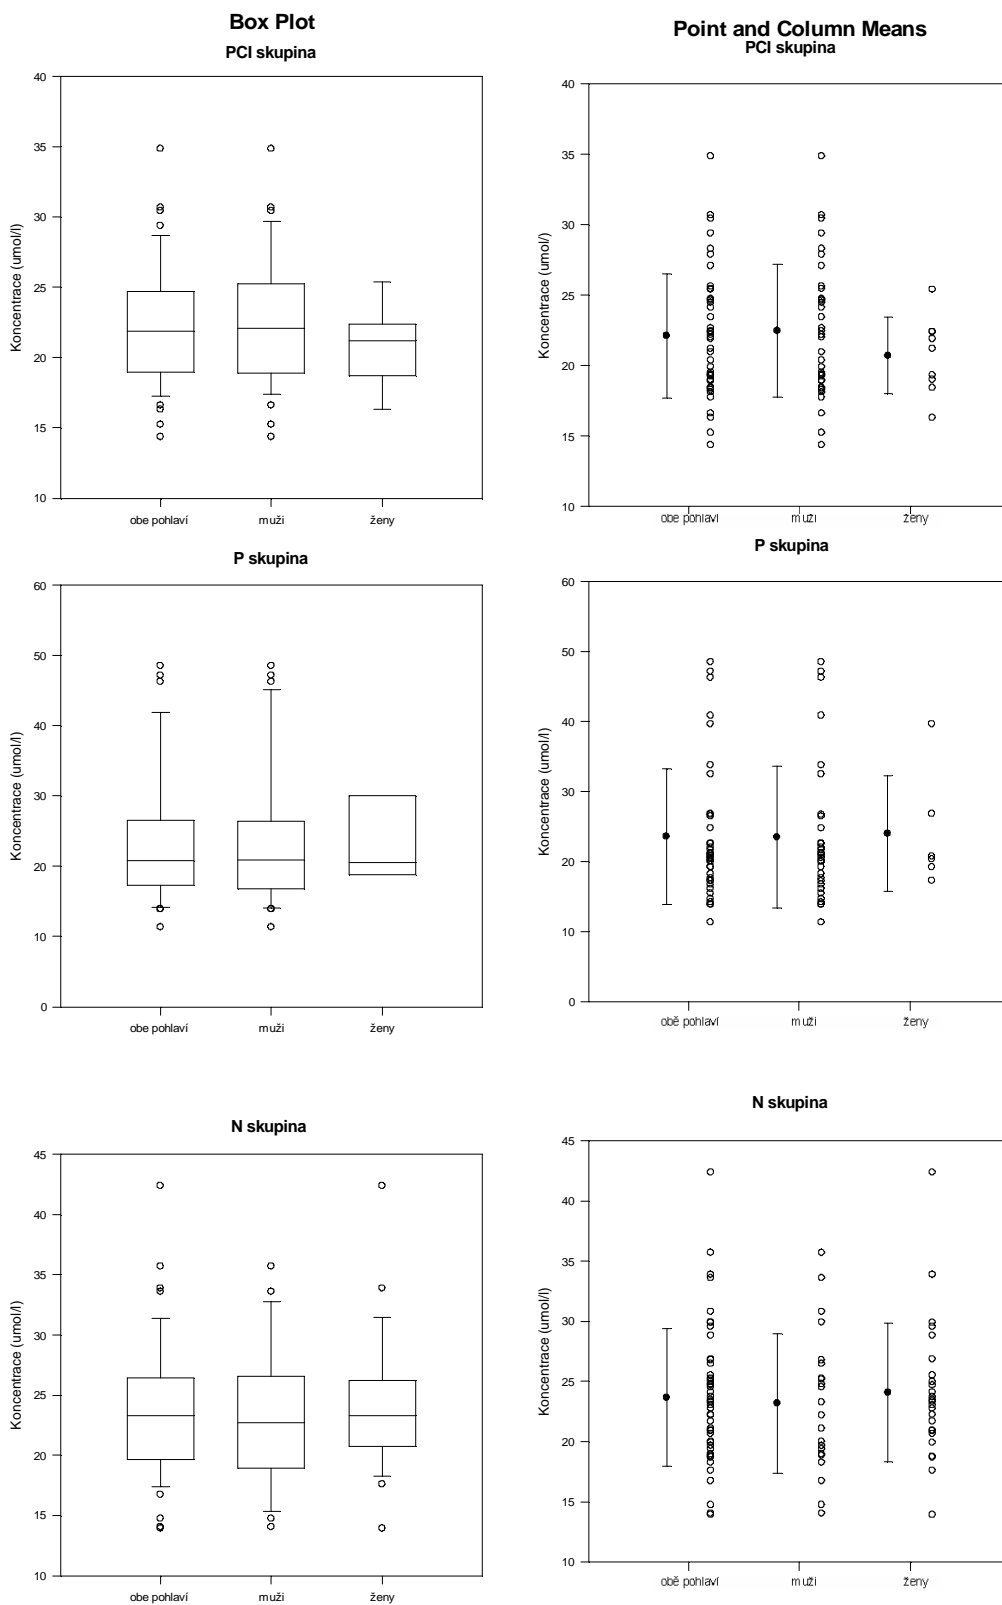 Box Plot
PCI skupina
40
35
30
25
20
15
10
Koncentrace (umol/l)
obe pohlaví muži ženy
Point and Column Means
PCI skupina
40
35
30
25
20
15
10
Koncentrace (umol/)
obě pohlaví muži ženy
P skupina
60
50
40
30
20
10
0
Koncentrace (umol/l)
obe pohlaví muži ženy
P skupina
60
50
40
30
20
10
0
Koncentrace (umol/l)
obě pohlaví muži ženy
N skupina
45
40
35
30
25
20
15
10
Koncentrace (umol/l)
obe pohlaví muži ženy
N skupina
45
40
35
30
25
20
15
10
Koncentrace (umol/l)
obě pohlaví muži ženy